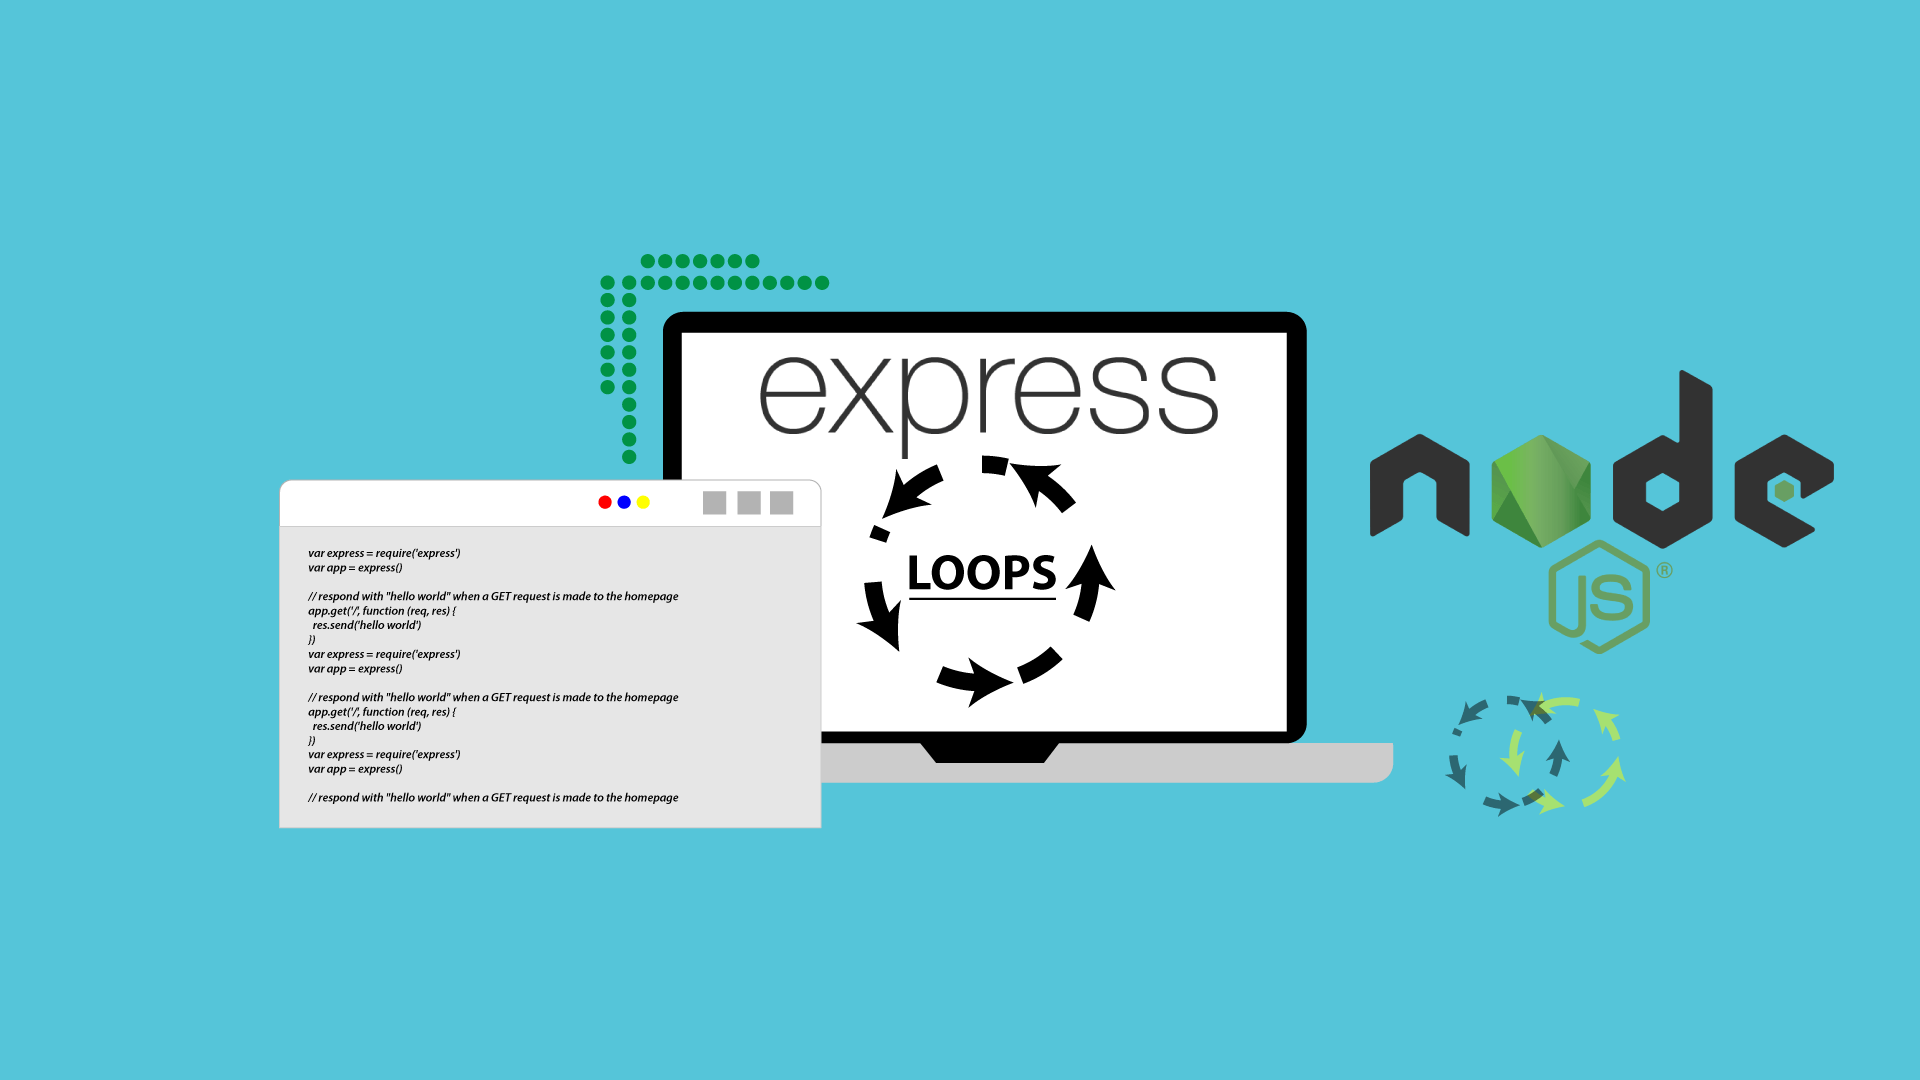 express
LOOPS
var express = require('express')
var app = express()
// respond with "hello world" when a GET request is made to the homepage
app.get('/', function (req, res) {
res.send('hello world')
})
var express = require('express')
var app = express()
// respond with "hello world" when a GET request is made to the homepage
app.get('/', function (req, res) {
res.send('hello world')
})
var express = require('express')
var app = express()
// respond with "hello world" when a GET request is made to the homepage
node
JS®